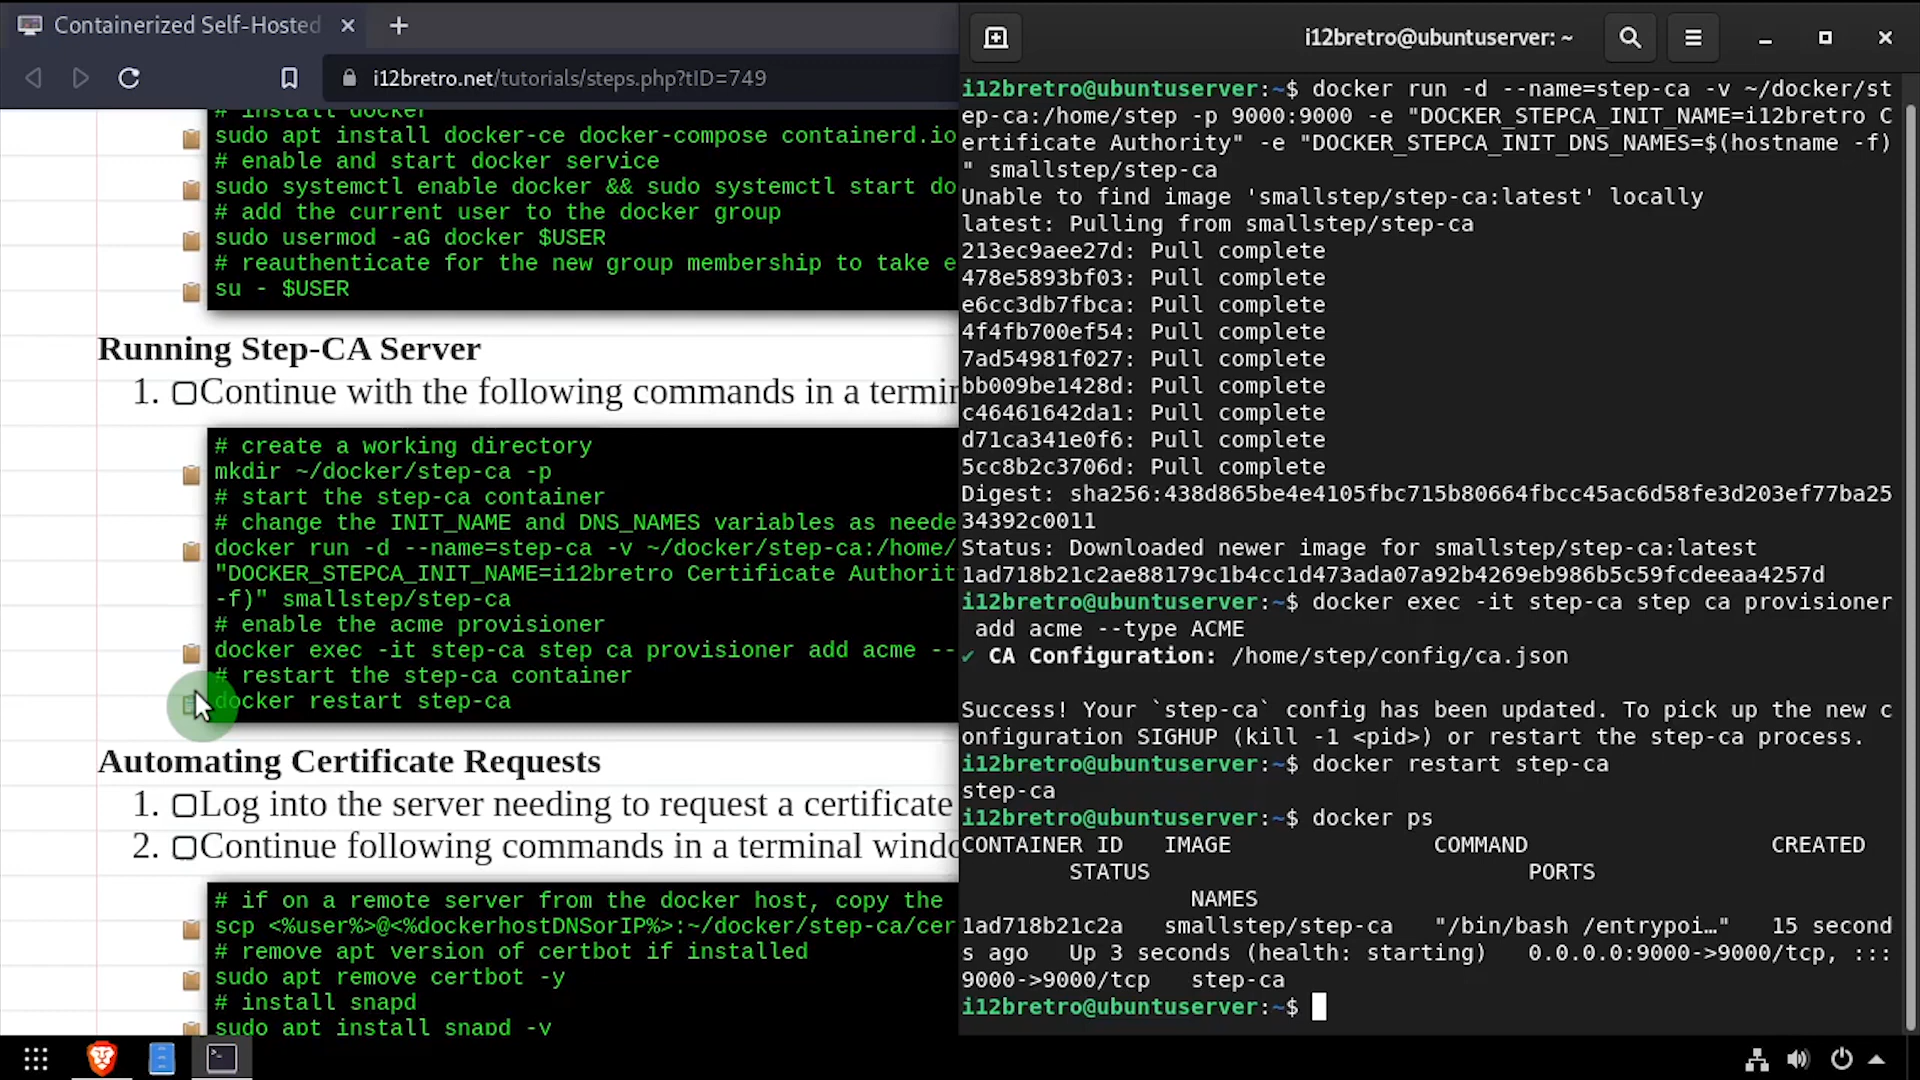 Containerized Self-Hosted
i12bretro.net/tutorials/steps.php?tID=749
# install docker
sudo apt install docker-ce docker-compose containerd.io
# enable and start docker service
sudo systemctl enable docker && sudo systemctl start do
# add the current user to the docker group
sudo usermod -aG docker $USER
# reauthenticate for the new group membership to take e
su - $USER
Running Step-CA Server
1. Continue with the following commands in a termin
# create a working directory
mkdir ~/docker/step-ca -p
# start the step-ca container
# change the INIT_NAME and DNS_NAMES variables as neede
docker run -d --name=step-ca -v ~/docker/step-ca:/home/
"DOCKER_STEPCA_INIT_NAME=i12bretro Certificate Authorit
-f)" smallstep/step-ca
# enable the acme provisioner
docker exec -it step-ca step ca provisioner add acme --
# restart the step-ca container
docker restart step-ca
Automating Certificate Requests
1. Log into the server needing to request a certificate
2. Continue following commands in a terminal windo
# if on a remote server from the docker host, copy the
scp <%user%>@<%dockerhostDNSorIP%>:~/docker/step-ca/cer
# remove apt version of certbot if installed
sudo apt remove certbot -y
# install snapd
sudo apt install snapd -y
i12bretro@ubuntuserver: ~
i12bretro@ubuntuserver:~$ docker run -d --name=step-ca -v ~/docker/st
ep-ca:/home/step -p 9000:9000 -e "DOCKER_STEPCA_INIT_NAME=i12bretro C
ertificate Authority" -e "DOCKER_STEPCA_INIT_DNS_NAMES=$(hostname -f)
" smallstep/step-ca
Unable to find image 'smallstep/step-ca:latest' locally
latest: Pulling from smallstep/step-ca
213ec9aee27d: Pull complete
478e5893bf03: Pull complete
e6cc3db7fbca: Pull complete
4f4fb700ef54: Pull complete
7ad54981f027: Pull complete
bb009be1428d: Pull complete
c46461642da1: Pull complete
d71ca341e0f6: Pull complete
5cc8b2c3706d: Pull complete
Digest: sha256:438d865be4e4105fbc715b80664fbcc45ac6d58fe3d203ef77ba25
34392c0011
Status: Downloaded newer image for smallstep/step-ca:latest
1ad718b21c2ae88179c1b4cc1d473ada07a92b4269eb986b5c59fcdeeaa4257d
i12bretro@ubuntuserver:~$ docker exec -it step-ca step ca provisioner
add acme --type ACME
✔ CA Configuration: /home/step/config/ca.json
Success! Your `step-ca` config has been updated. To pick up the new c
onfiguration SIGHUP (kill -1 <pid>) or restart the step-ca process.
i12bretro@ubuntuserver:~$ docker restart step-ca
step-ca
i12bretro@ubuntuserver:~$ docker ps
CONTAINER ID IMAGE COMMAND CREATED
STATUS PORTS
NAMES
1ad718b21c2a smallstep/step-ca "/bin/bash /entrypoi…" 15 second
s ago Up 3 seconds (health: starting) 0.0.0.0:9000->9000/tcp, :::
9000->9000/tcp step-ca
i12bretro@ubuntuserver:~$